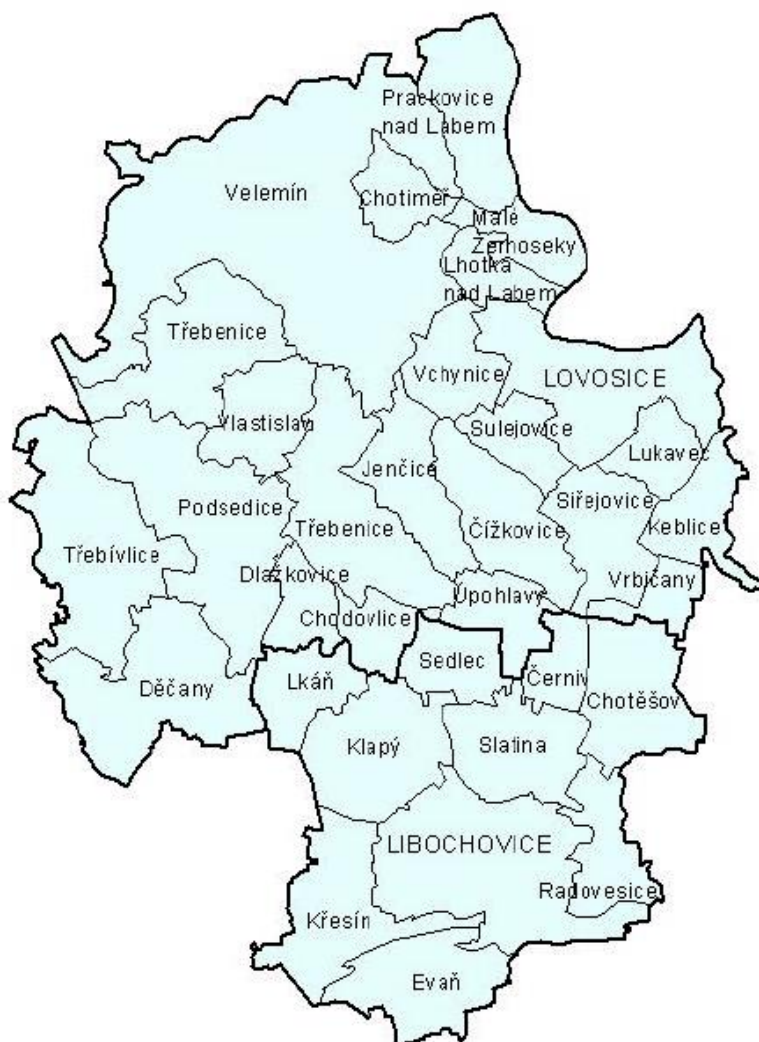 Prackovice
nad Labem
Velemín
Chotiměř
Malé
Žernoseky
Lhotka
nad Labem
Třebenice
Vchynice
LOVOSICE
Vlastislav
Sulejovice
Lukavec
Jenčice
Podsedice
Siřejovice
Třebenice
Čížkovice
Keblice
Třebívlice
Dlažkovice
Úpohlavy
Vrbičany
Chodovlice
Sedlec
Lkáň
Černiv
Děčany
Chotěšov
Klapý
Slatina
LIBOCHOVICE
Radovesice
Křesín
Evaň